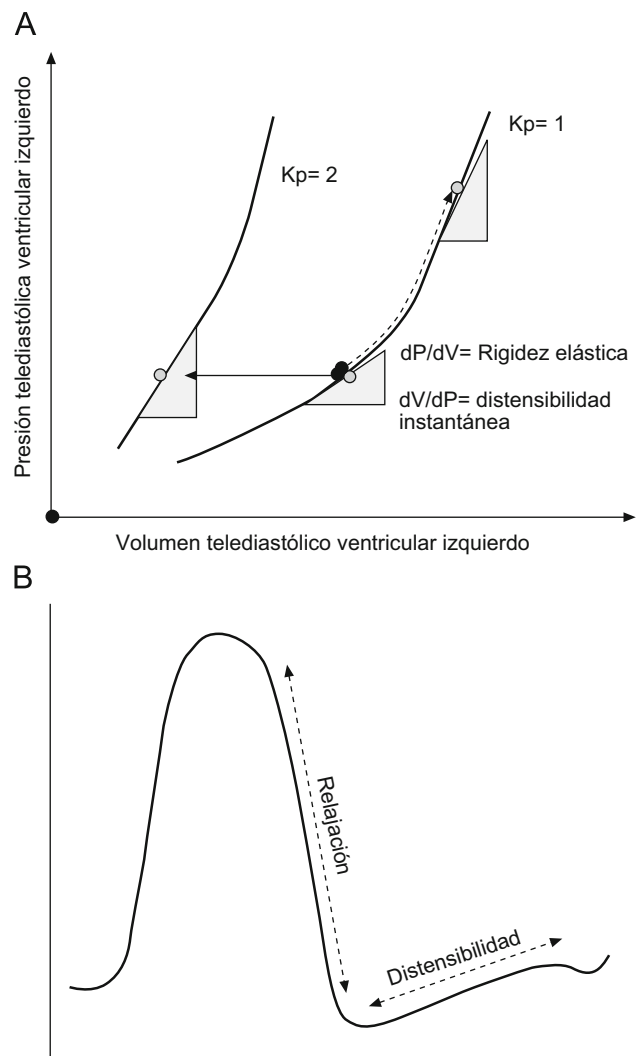 A
Presión telediastólica ventricular izquierdo
Kp= 1
Kp= 2
dP/dV= Rigidez elástica
dV/dP= distensibilidad
instantánea
Volumen telediastólico ventricular izquierdo
B
Relajación
Distensibilidad